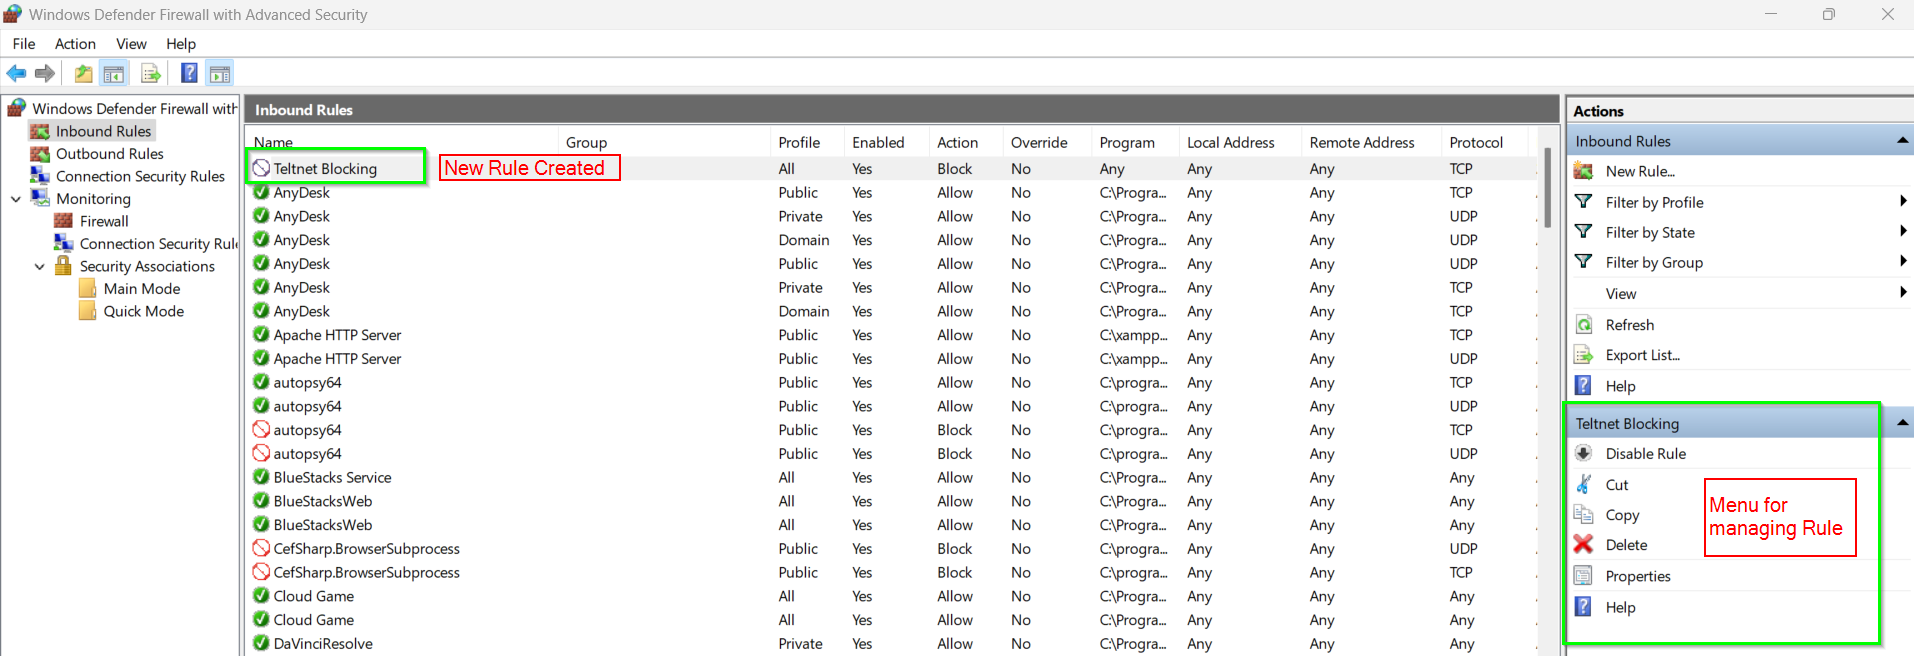 Windows Defender Firewall with Advanced Security
File Action View Help
Windows Defender Firewall with
Inbound Rules
Outbound Rules
Connection Security Rules
Monitoring
Firewall
Connection Security Rul
Security Associations
Main Mode
Quick Mode
Inbound Rules
Name Group Profile Enabled Action Override Program Local Address Remote Address Protocol
Teltnet Blocking New Rule Created All Yes Block No Any Any Any TCP
AnyDesk Public Yes Allow No C:\Progra... Any Any TCP
AnyDesk Private Yes Allow No C:\Progra... Any Any UDP
AnyDesk Domain Yes Allow No C:\Progra... Any Any UDP
AnyDesk Public Yes Allow No C:\Progra... Any Any UDP
AnyDesk Private Yes Allow No C:\Progra... Any Any TCP
AnyDesk Domain Yes Allow No C:\Progra... Any Any TCP
Apache HTTP Server Public Yes Allow No C:\xampp... Any Any TCP
Apache HTTP Server Public Yes Allow No C:\xampp... Any Any UDP
autopsy64 Public Yes Allow No C:\progra... Any Any TCP
autopsy64 Public Yes Allow No C:\progra... Any Any UDP
autopsy64 Public Yes Block No C:\progra... Any Any TCP
autopsy64 Public Yes Block No C:\progra... Any Any UDP
BlueStacks Service All Yes Allow No C:\Progra... Any Any Any
BlueStacksWeb All Yes Allow No C:\Progra... Any Any Any
BlueStacksWeb All Yes Allow No C:\Progra... Any Any Any
CefSharp.BrowserSubprocess Public Yes Block No C:\progra... Any Any UDP
CefSharp.BrowserSubprocess Public Yes Block No C:\progra... Any Any TCP
Cloud Game All Yes Allow No C:\Progra... Any Any Any
Cloud Game All Yes Allow No C:\Progra... Any Any Any
DaVinciResolve Private Yes Allow No C:\Progra... Any Any Any
Actions
Inbound Rules
New Rule...
Filter by Profile
Filter by State
Filter by Group
View
Refresh
Export List...
Help
Teltnet Blocking
Disable Rule
Cut
Copy
Delete
Properties
Help
Menu for
managing Rule